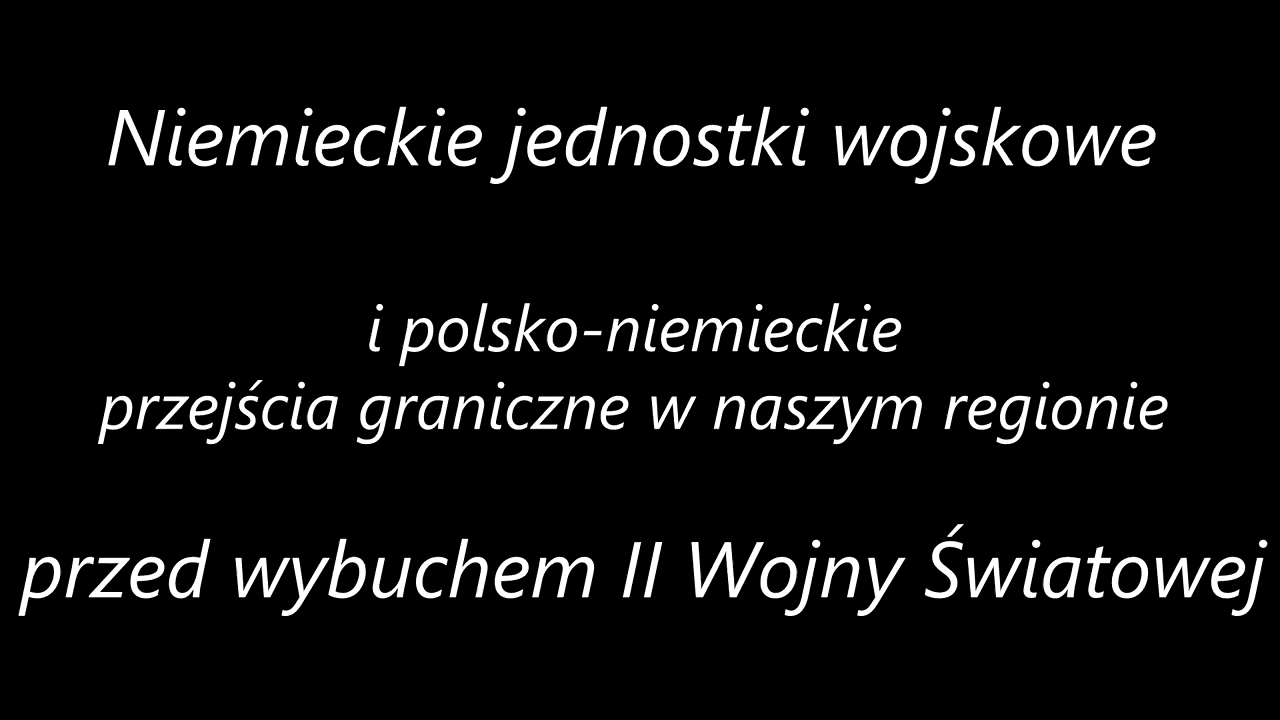 Niemieckie jednostki wojskowe
i polsko-niemieckie
przejścia graniczne w naszym regionie
przed wybuchem II Wojny Światowej